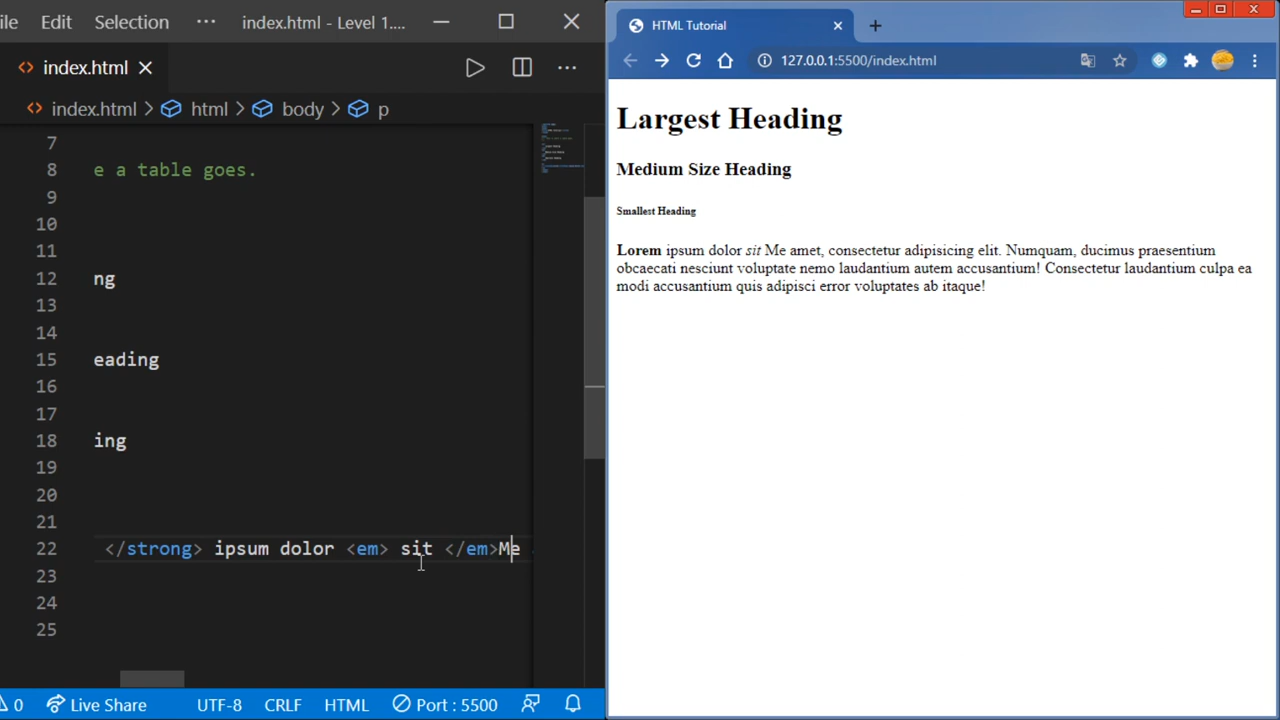 ile Edit Selection ··· index.html - Level 1....
index.html
index.html > html > body > p
7
8 e a table goes.
9
10
11
12 ng
13
14
15 eading
16
17
18 ing
19
20
21
22 </strong> ipsum dolor <em> sit </em>Me
23
24
25
0 Live Share UTF-8 CRLF HTML Port : 5500
HTML Tutorial
127.0.0.1:5500/index.html
Largest Heading
Medium Size Heading
Smallest Heading
Lorem ipsum dolor sit Me amet, consectetur adipisicing elit. Numquam, ducimus praesentium
obcaecati nesciunt voluptate nemo laudantium autem accusantium! Consectetur laudantium culpa ea
modi accusantium quis adipisci error voluptates ab itaque!